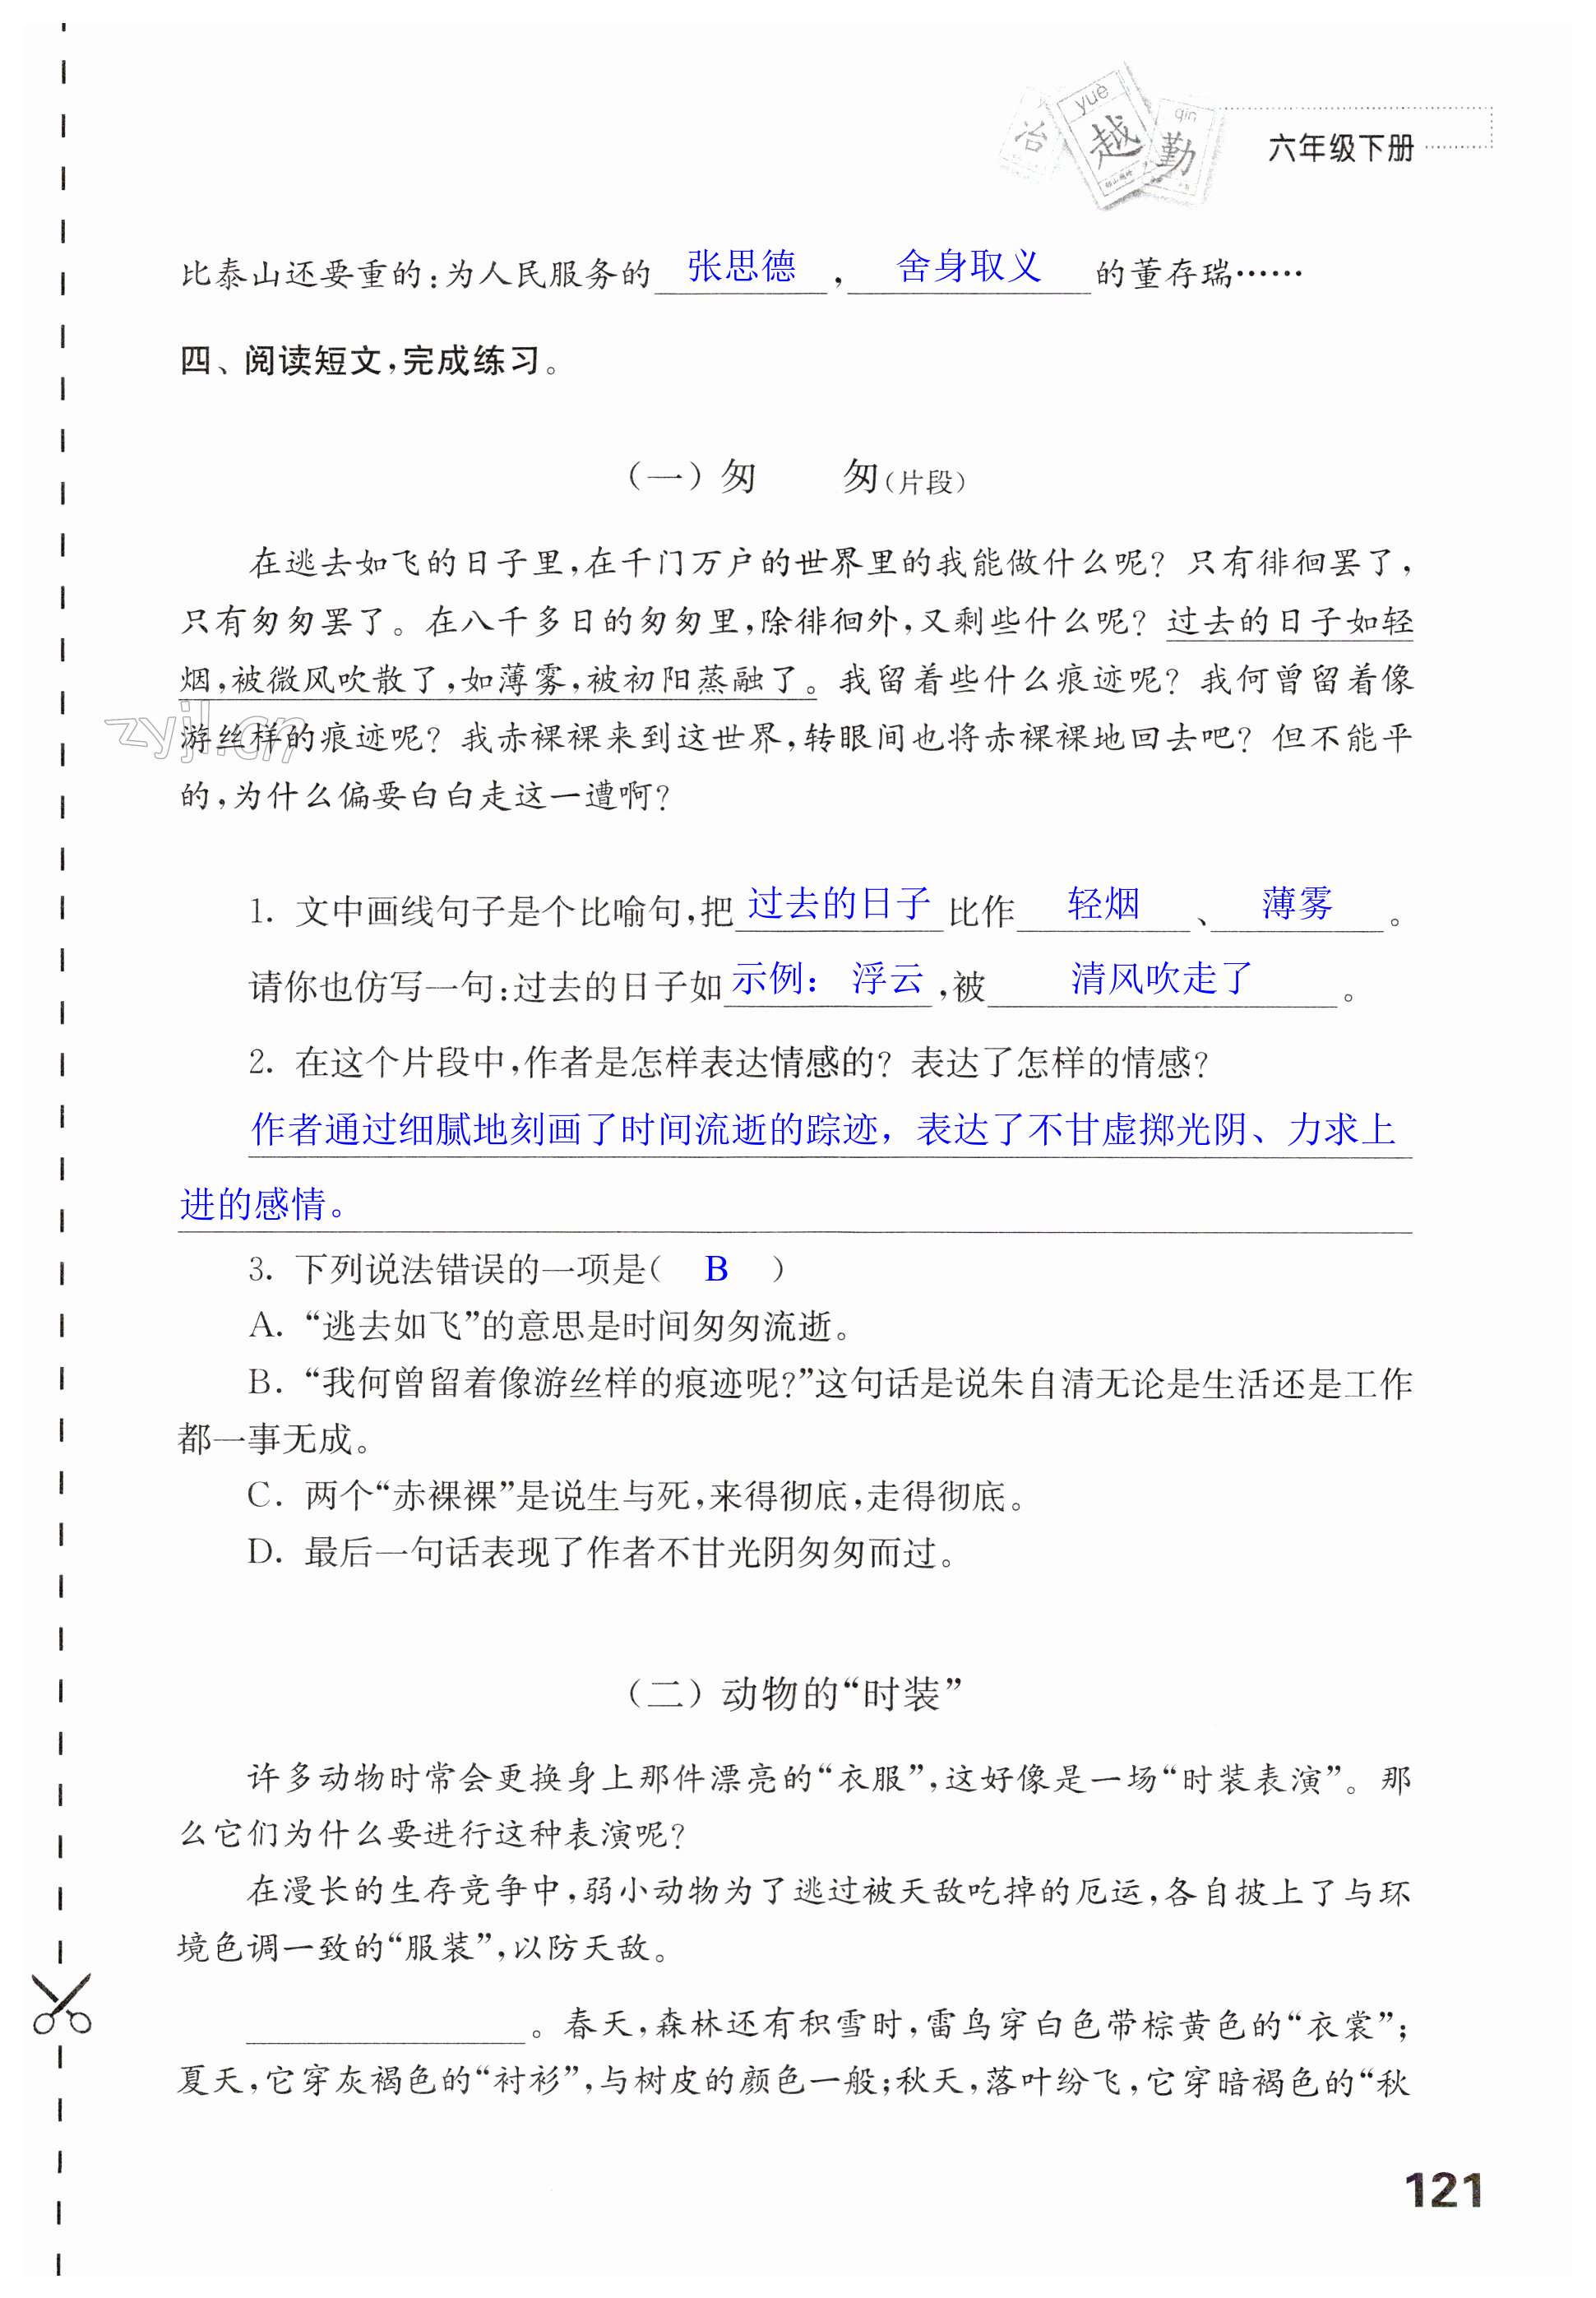 冶 yuè 越 qín 勤
六年级下册
比泰山还要重的:为人民服务的 张思德 , 舍身取义 的董存瑞……
四、阅读短文,完成练习。
(一)匆 匆(片段)
在逃去如飞的日子里,在千门万户的世界里的我能做什么呢? 只有徘徊罢了,
只有匆匆罢了。在八千多日的匆匆里,除徘徊外,又剩些什么呢? 过去的日子如轻
烟,被微风吹散了,如薄雾,被初阳蒸融了。我留着些什么痕迹呢? 我何曾留着像
游丝样的痕迹呢? 我赤裸裸来到这世界,转眼间也将赤裸裸地回去吧? 但不能平
的,为什么偏要白白走这一遭啊?
zyjl.cn
1. 文中画线句子是个比喻句,把 过去的日子 比作 轻烟 、 薄雾 。
请你也仿写一句:过去的日子如 示例: 浮云 ,被 清风吹走了 。
2. 在这个片段中,作者是怎样表达情感的? 表达了怎样的情感?
作者通过细腻地刻画了时间流逝的踪迹,表达了不甘虚掷光阴、力求上
进的感情。
3. 下列说法错误的一项是( B )
A. “逃去如飞”的意思是时间匆匆流逝。
B. “我何曾留着像游丝样的痕迹呢?”这句话是说朱自清无论是生活还是工作
都一事无成。
C. 两个“赤裸裸”是说生与死,来得彻底,走得彻底。
D. 最后一句话表现了作者不甘光阴匆匆而过。
(二)动物的“时装”
许多动物时常会更换身上那件漂亮的“衣服”,这好像是一场“时装表演”。那
么它们为什么要进行这种表演呢?
在漫长的生存竞争中,弱小动物为了逃过被天敌吃掉的厄运,各自披上了与环
境色调一致的“服装”,以防天敌。
。春天,森林还有积雪时,雷鸟穿白色带棕黄色的“衣裳”;
夏天,它穿灰褐色的“衬衫”,与树皮的颜色一般;秋天,落叶纷飞,它穿暗褐色的“秋
121